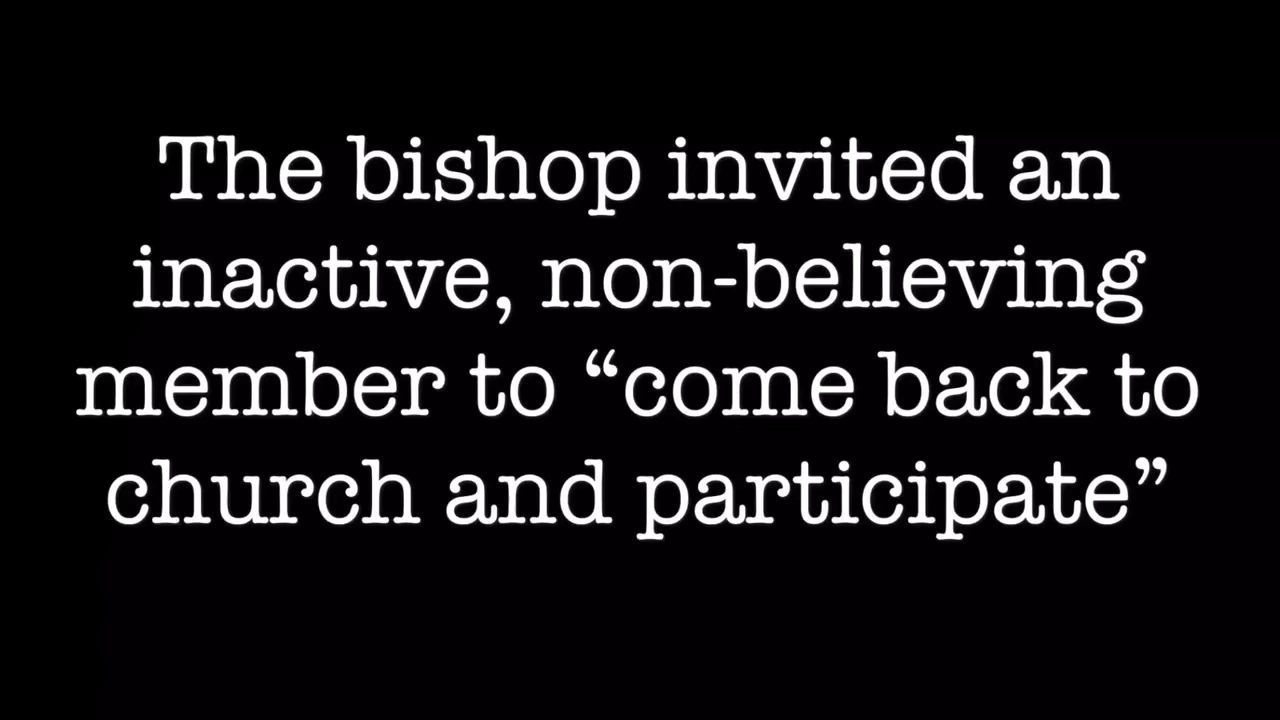 The bishop invited an
inactive, non-believing
member to “come back to
church and participate”